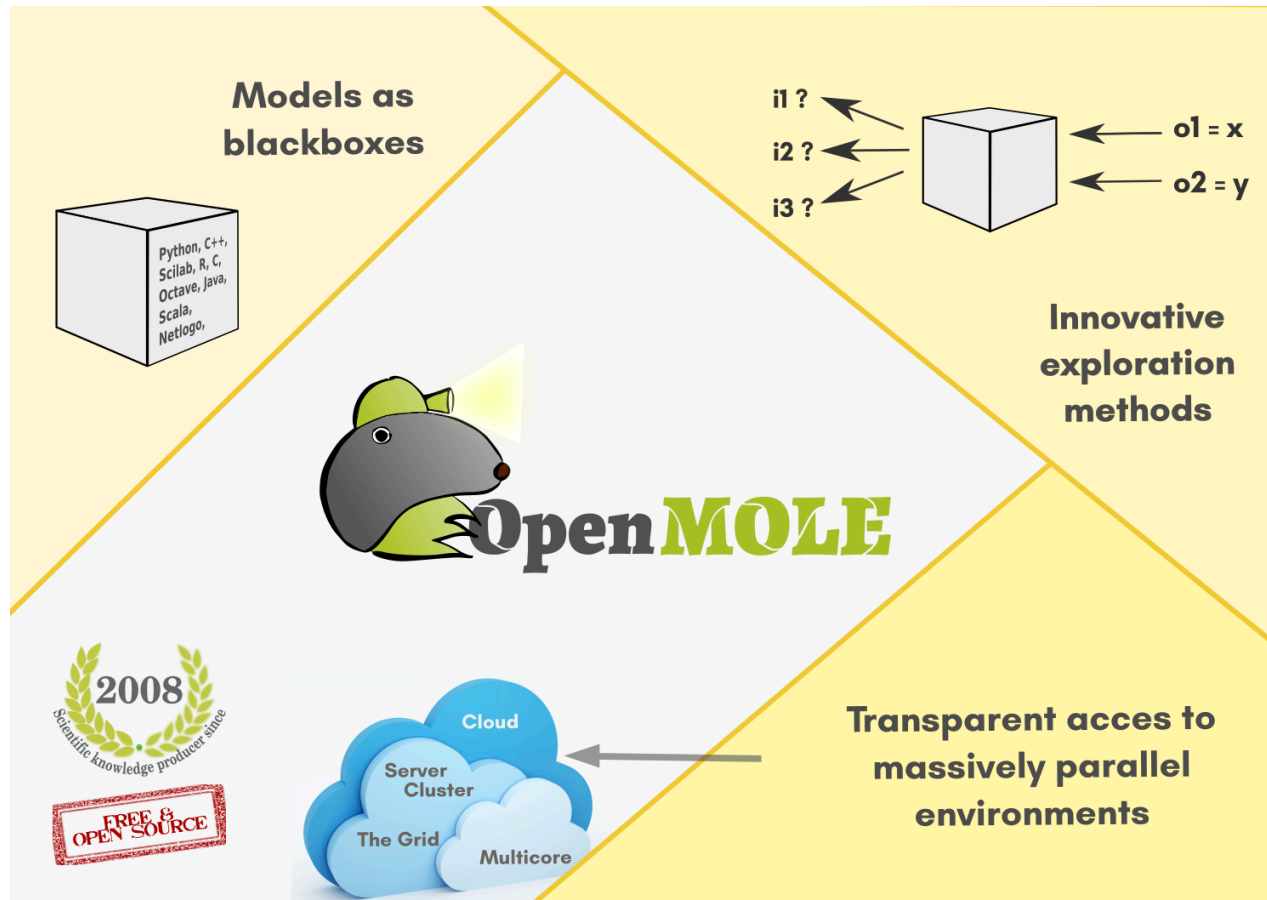 Models as
blackboxes
Python, C++,
Scilab, R, C,
Octave, Java,
Scala,
Netlogo,
i1 ?
i2 ?
i3 ?
o1 = x
o2 = y
Innovative
exploration
methods
OpenMOLE
2008
Scientific knowledge producer since
FREE &
OPEN SOURCE
Cloud
Server
Cluster
The Grid
Multicore
Transparent acces to
massively parallel
environments